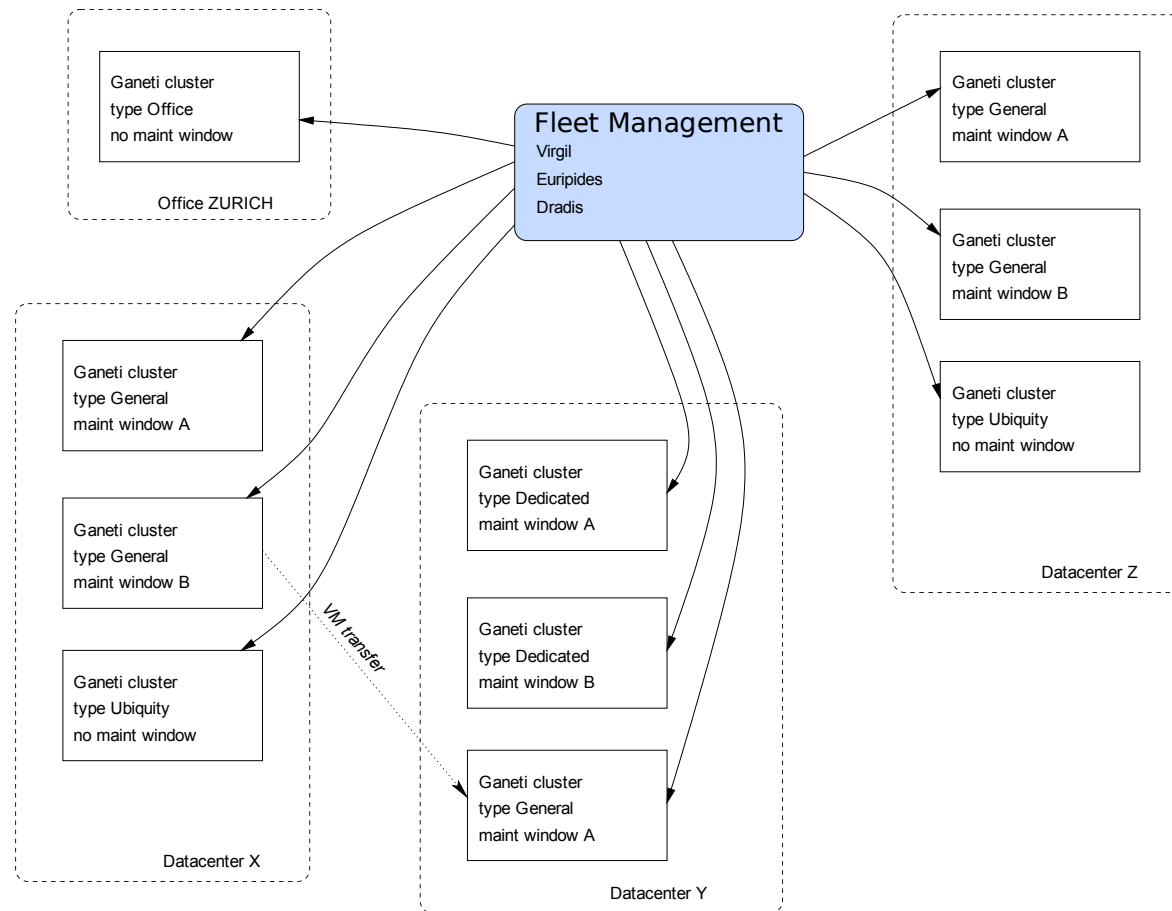 Ganeti cluster
type Office
no maint window
Office ZURICH
Fleet Management
Virgil
Euripides
Dradis
Ganeti cluster
type General
maint window A
Ganeti cluster
type General
maint window B
Ganeti cluster
type Ubiquity
no maint window
Datacenter Z
Ganeti cluster
type General
maint window A
Ganeti cluster
type General
maint window B
Ganeti cluster
type Ubiquity
no maint window
Datacenter X
VM transfer
Ganeti cluster
type Dedicated
maint window A
Ganeti cluster
type Dedicated
maint window B
Ganeti cluster
type General
maint window A
Datacenter Y